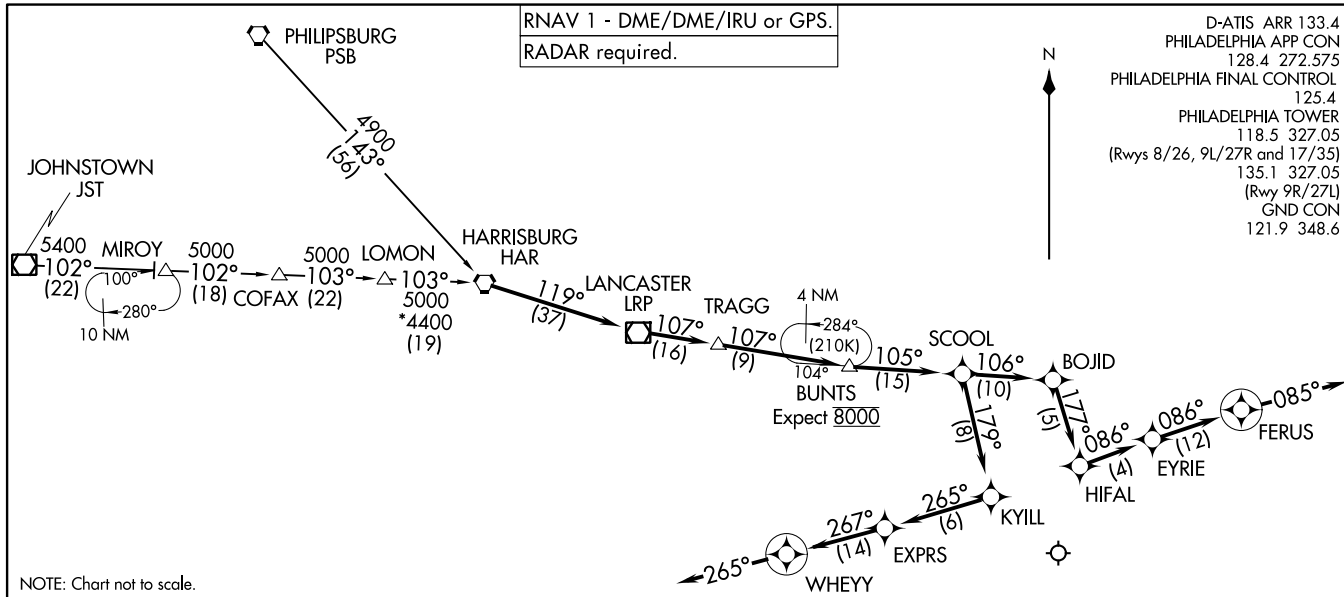 RNAV 1 - DME/DME/IRU or GPS.
RADAR required.
D-ATIS ARR 133.4
PHILADELPHIA APP CON
128.4 272.575
PHILADELPHIA FINAL CONTROL
125.4
PHILADELPHIA TOWER
118.5 327.05
(Rwys 8/26, 9L/27R and 17/35)
135.1 327.05
(Rwy 9R/27L)
GND CON
121.9 348.6
N
PHILIPSBURG
PSB
4900
143°
(56)
JOHNSTOWN
JST
5400
102°
(22)
MIROY
100°
280°
10 NM
5000
102°
(18)
COFAX
5000
103°
(22)
LOMON
103°
5000
*4400
(19)
HARRISBURG
HAR
119°
(37)
LANCASTER
LRP
107°
(16)
TRAGG
107°
(9)
4 NM
284°
(210K)
104°
BUNTS
Expect 8000
105°
(15)
SCOOL
106°
(10)
BOJID
177°
(5)
179°
(8)
086°
(4)
HIFAL
086°
(12)
EYRIE
085°
FERUS
KYILL
265°
(6)
EXPRS
267°
(14)
WHEYY
265°
NOTE: Chart not to scale.